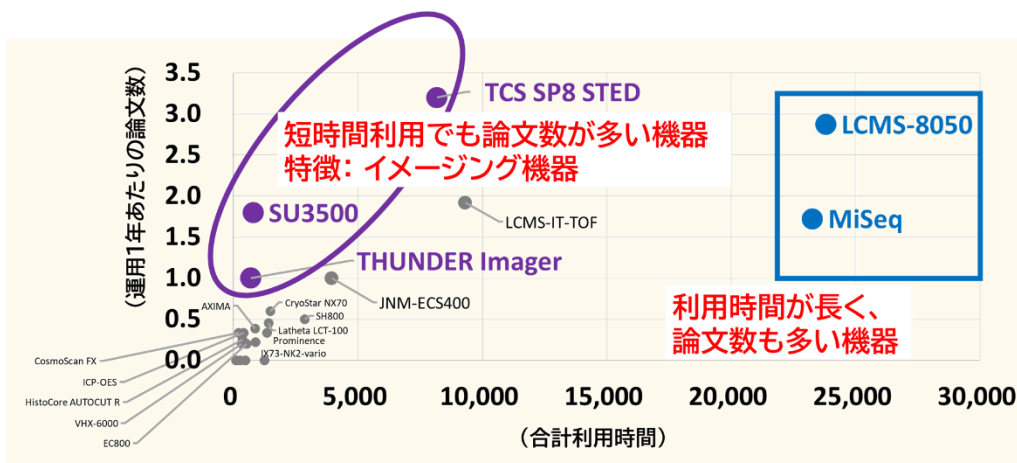 (運用1年あたりの論文数)
3.5
3.0
2.5
2.0
1.5
1.0
0.5
0.0
TCS SP8 STED
短時間利用でも論文数が多い機器
特徴: イメージング機器
SU3500
THUNDER Imager
LCMS-8050
MiSeq
LCMS-IT-TOF
JNM-ECS400
利用時間が長く、
論文数も多い機器
AXIMA
CryoStar NX70
SH800
Latheta LCT-100
Prominence
IX73-NK2-vario
CosmoScan FX
ICP-OES
HistoCore AUTOCUT R
VHX-6000
EC800
0
5,000
10,000
15,000
20,000
25,000
30,000
(合計利用時間)